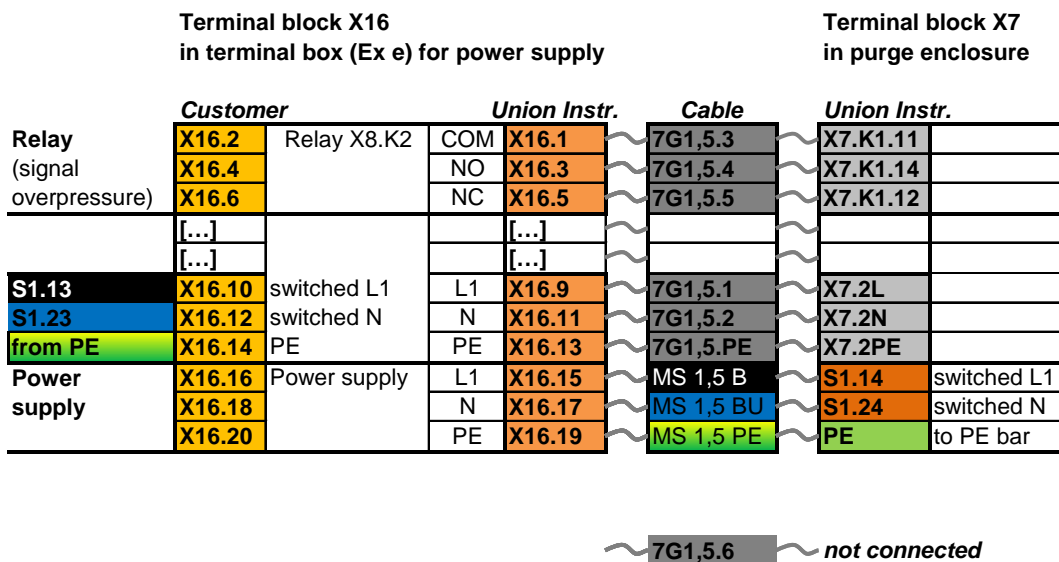 Terminal block X16 Terminal block X7
in terminal box (Ex e) for power supply in purge enclosure
Customer Union Instr. Cable Union Instr.
Relay X16.2 Relay X8.K2 COM X16.1 7G1,5.3 X7.K1.11
(signal X16.4 NO X16.3 7G1,5.4 X7.K1.14
overpressure) X16.6 NC X16.5 7G1,5.5 X7.K1.12
[…] […]
[…] […]
S1.13 X16.10 switched L1 L1 X16.9 7G1,5.1 X7.2L
S1.23 X16.12 switched N N X16.11 7G1,5.2 X7.2N
from PE X16.14 PE PE X16.13 7G1,5.PE X7.2PE
Power X16.16 Power supply L1 X16.15 MS 1,5 B S1.14 switched L1
supply X16.18 N X16.17 MS 1,5 BU S1.24 switched N
X16.20 PE X16.19 MS 1,5 PE PE to PE bar
7G1,5.6 not connected